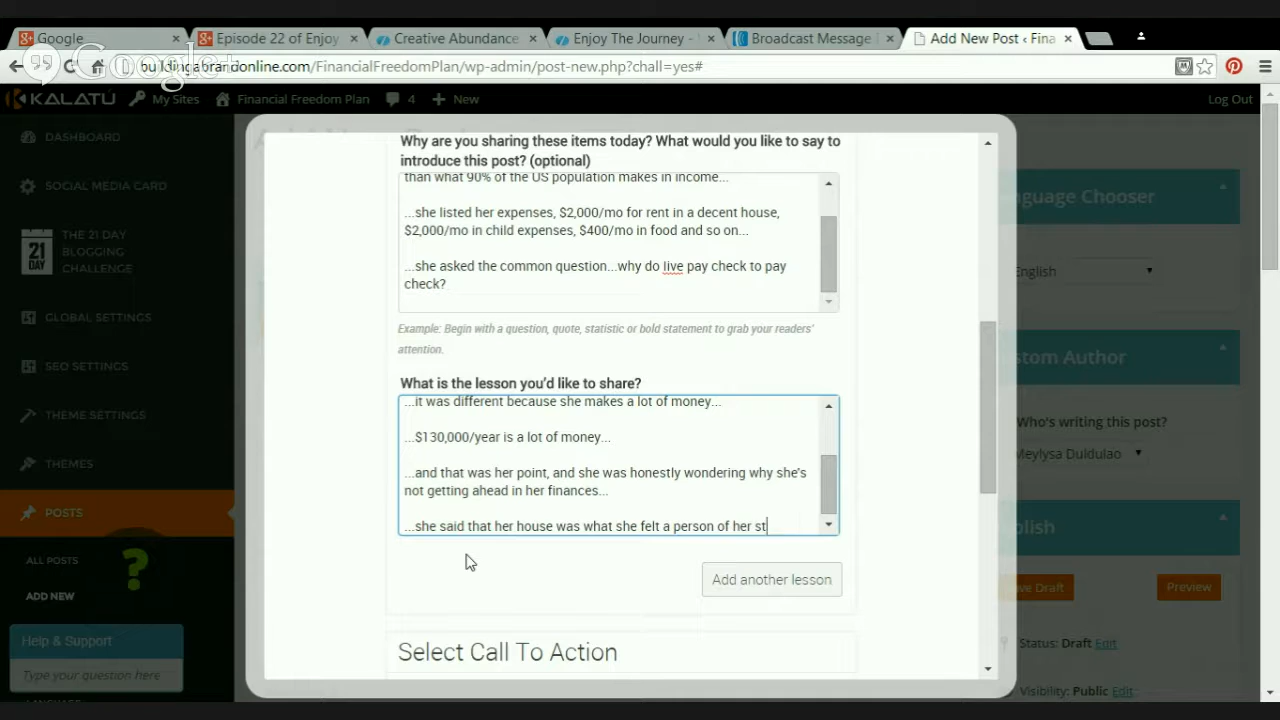 Google
Episode 22 of Enjoy
Creative Abundance
Enjoy The Journey -
Broadcast Message
Add New Post ‹ Fina
Google+
buildingabrandonline.com/FinancialFreedomPlan/wp-admin/post-new.php?chall=yes#
KALATU
My Sites
Financial Freedom Plan
4
New
Log Out
DASHBOARD
SOCIAL MEDIA CARD
21 DAY
THE 21 DAY
BLOGGING
CHALLENGE
GLOBAL SETTINGS
SEO SETTINGS
THEME SETTINGS
THEMES
POSTS
ALL POSTS
ADD NEW
?
Help & Support
Type your question here
Why are you sharing these items today? What would you like to say to
introduce this post? (optional)
than what 90% of the US population makes in income...
...she listed her expenses, $2,000/mo for rent in a decent house,
$2,000/mo in child expenses, $400/mo in food and so on...
...she asked the common question...why do live pay check to pay
check?
Example: Begin with a question, quote, statistic or bold statement to grab your readers'
attention.
What is the lesson you'd like to share?
...it was different because she makes a lot of money...
...$130,000/year is a lot of money...
...and that was her point, and she was honestly wondering why she's
not getting ahead in her finances...
...she said that her house was what she felt a person of her st
Add another lesson
Select Call To Action
nguage Chooser
English
stom Author
Who's writing this post?
Meylysa Duldulao
blish
ve Draft
Preview
Status: Draft Edit
Visibility: Public Edit